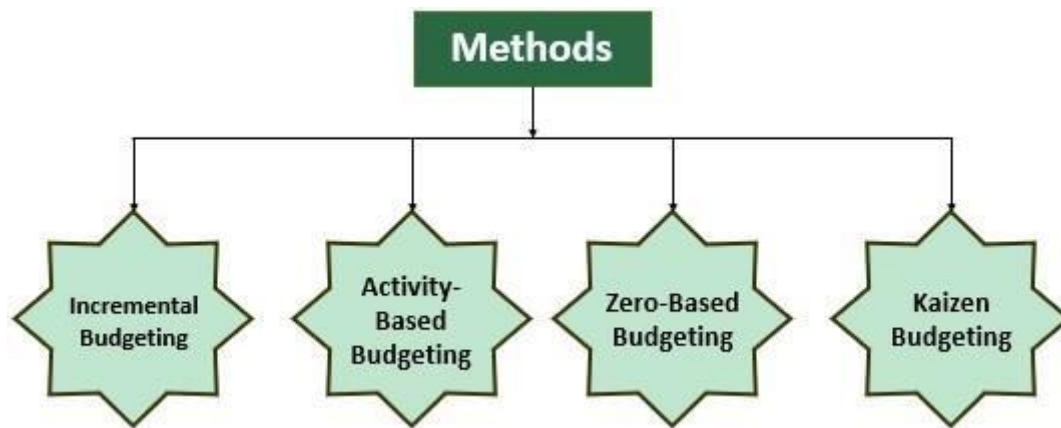 Methods
Incremental
Budgeting
Activity-
Based
Budgeting
Zero-Based
Budgeting
Kaizen
Budgeting